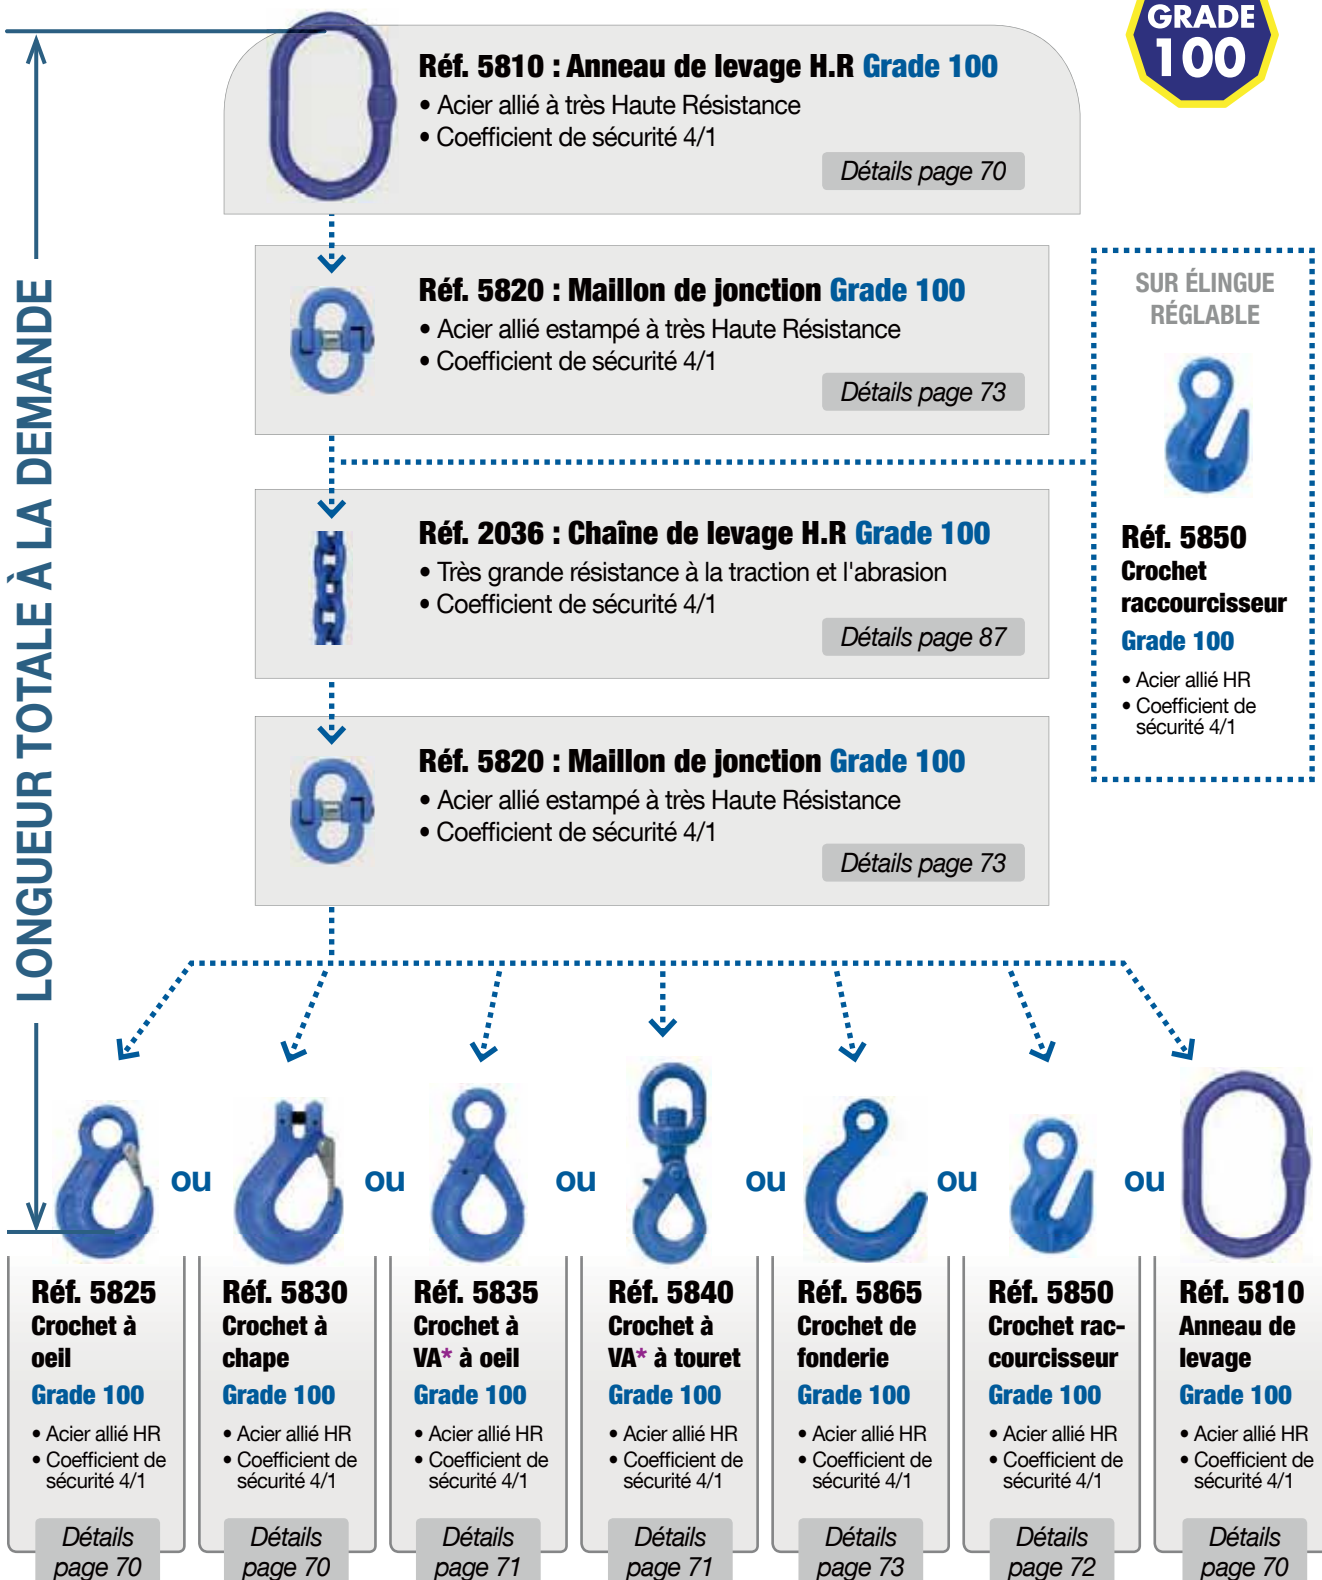 GRADE
100
Réf. 5810 : Anneau de levage H.R Grade 100
• Acier allié à très Haute Résistance
• Coefficient de sécurité 4/1
Détails page 70
LONGUEUR TOTALE À LA DEMANDE
Réf. 5820 : Maillon de jonction Grade 100
• Acier allié estampé à très Haute Résistance
• Coefficient de sécurité 4/1
Détails page 73
SUR ÉLINGUE
RÉGLABLE
Réf. 5850
Crochet
raccourcisseur
Grade 100
• Acier allié HR
• Coefficient de
sécurité 4/1
Réf. 2036 : Chaîne de levage H.R Grade 100
• Très grande résistance à la traction et l'abrasion
• Coefficient de sécurité 4/1
Détails page 87
Réf. 5820 : Maillon de jonction Grade 100
• Acier allié estampé à très Haute Résistance
• Coefficient de sécurité 4/1
Détails page 73
ou ou ou ou ou ou
Réf. 5825
Crochet à
oeil
Grade 100
• Acier allié HR
• Coefficient de
sécurité 4/1
Détails
page 70
Réf. 5830
Crochet à
chape
Grade 100
• Acier allié HR
• Coefficient de
sécurité 4/1
Détails
page 70
Réf. 5835
Crochet à
VA* à oeil
Grade 100
• Acier allié HR
• Coefficient de
sécurité 4/1
Détails
page 71
Réf. 5840
Crochet à
VA* à touret
Grade 100
• Acier allié HR
• Coefficient de
sécurité 4/1
Détails
page 71
Réf. 5865
Crochet de
fonderie
Grade 100
• Acier allié HR
• Coefficient de
sécurité 4/1
Détails
page 73
Réf. 5850
Crochet rac-
courcisseur
Grade 100
• Acier allié HR
• Coefficient de
sécurité 4/1
Détails
page 72
Réf. 5810
Anneau de
levage
Grade 100
• Acier allié HR
• Coefficient de
sécurité 4/1
Détails
page 70